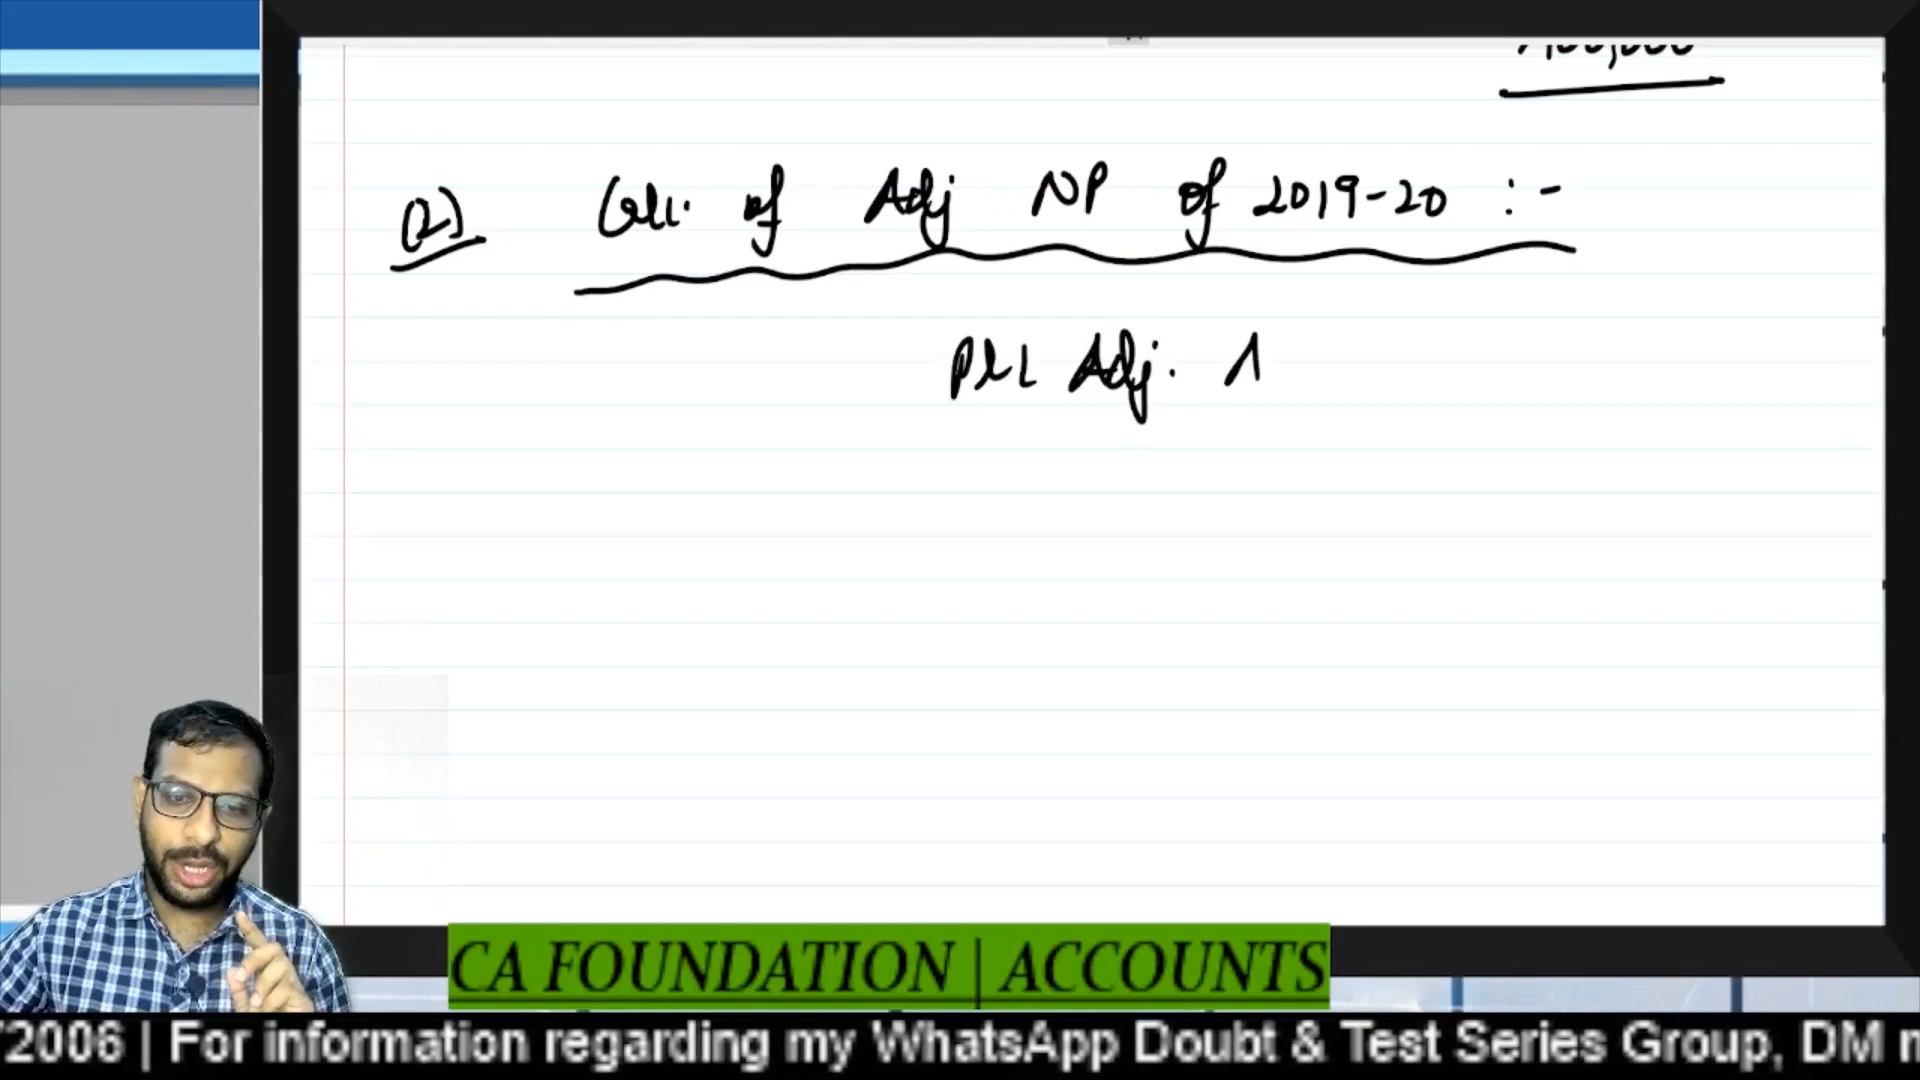 (2) Calc. of Adj NP of 2019-20 :-
P&L Adj. A
CA FOUNDATION | ACCOUNTS
/2006 | For information regarding my WhatsApp Doubt & Test Series Group, DM